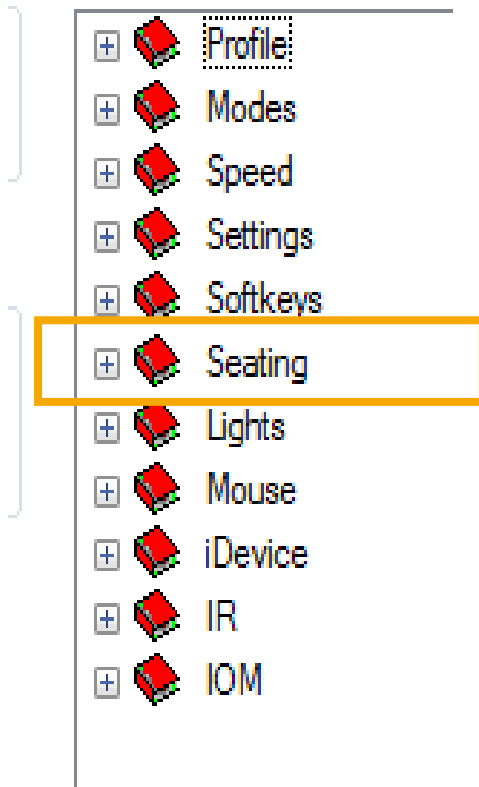 Profile
Modes
Speed
Settings
Softkeys
Seating
Lights
Mouse
iDevice
IR
IOM